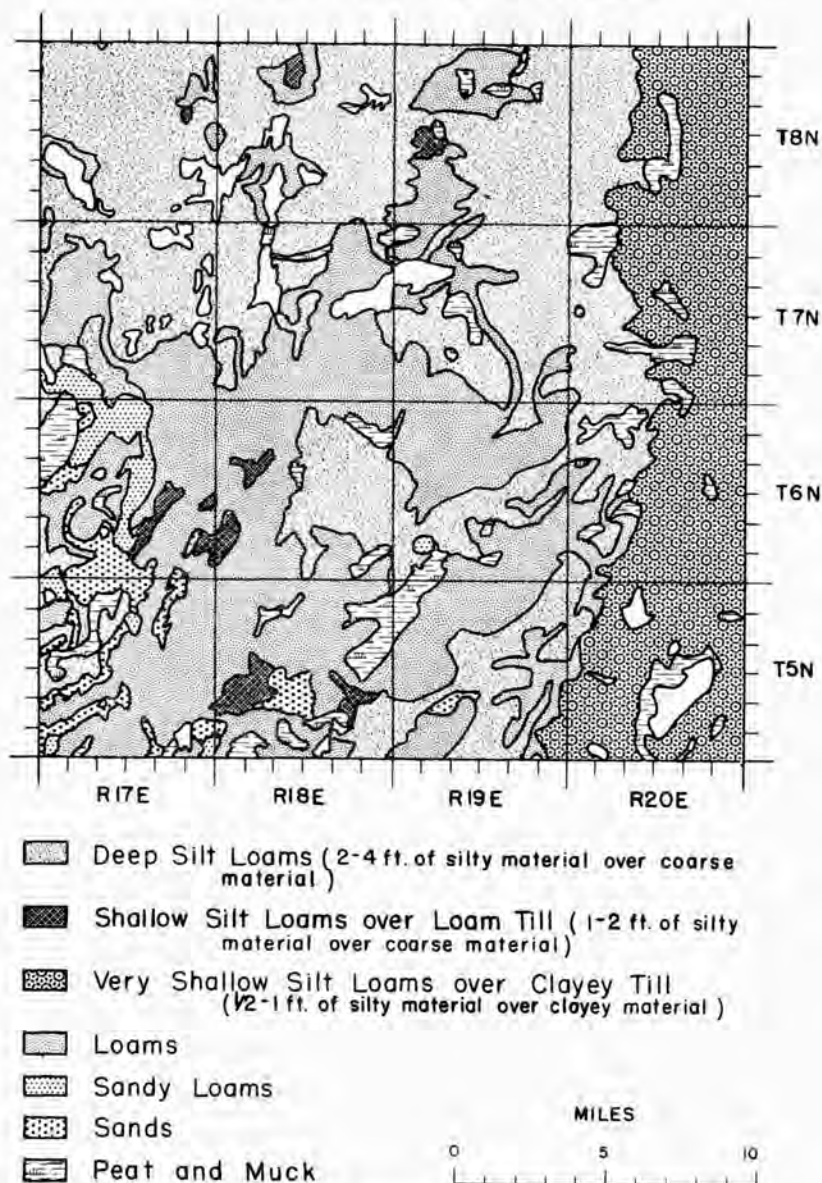 T8N
T7N
T6N
T5N
R17E R18E R19E R20E
Deep Silt Loams (2-4 ft. of silty material over coarse
material)
Shallow Silt Loams over Loam Till (1-2 ft. of silty
material over coarse material)
Very Shallow Silt Loams over Clayey Till
(1/2-1 ft. of silty material over clayey material)
Loams
Sandy Loams
Sands
Peat and Muck
MILES
0 5 10